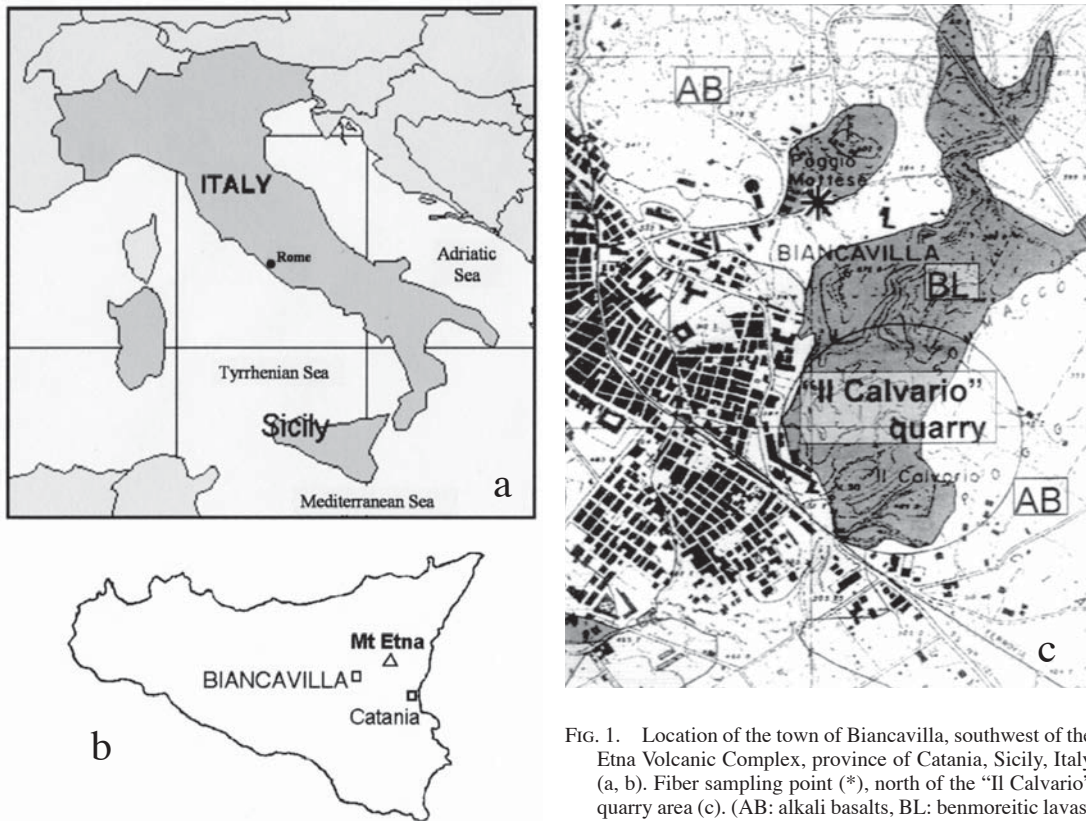 ITALY
Rome
Adriatic
Sea
Tyrrhenian Sea
Sicily
Mediterranean Sea
a
Mt Etna
BIANCAVILLA
Catania
b
AB
Poggio
Mottese
*
BIANCAVILLA
BL
"Il Calvario"
quarry
Il Calvario
AB
c
FIG. 1. Location of the town of Biancavilla, southwest of the
Etna Volcanic Complex, province of Catania, Sicily, Italy
(a, b). Fiber sampling point (*), north of the “Il Calvario”
quarry area (c). (AB: alkali basalts, BL: benmoreitic lavas